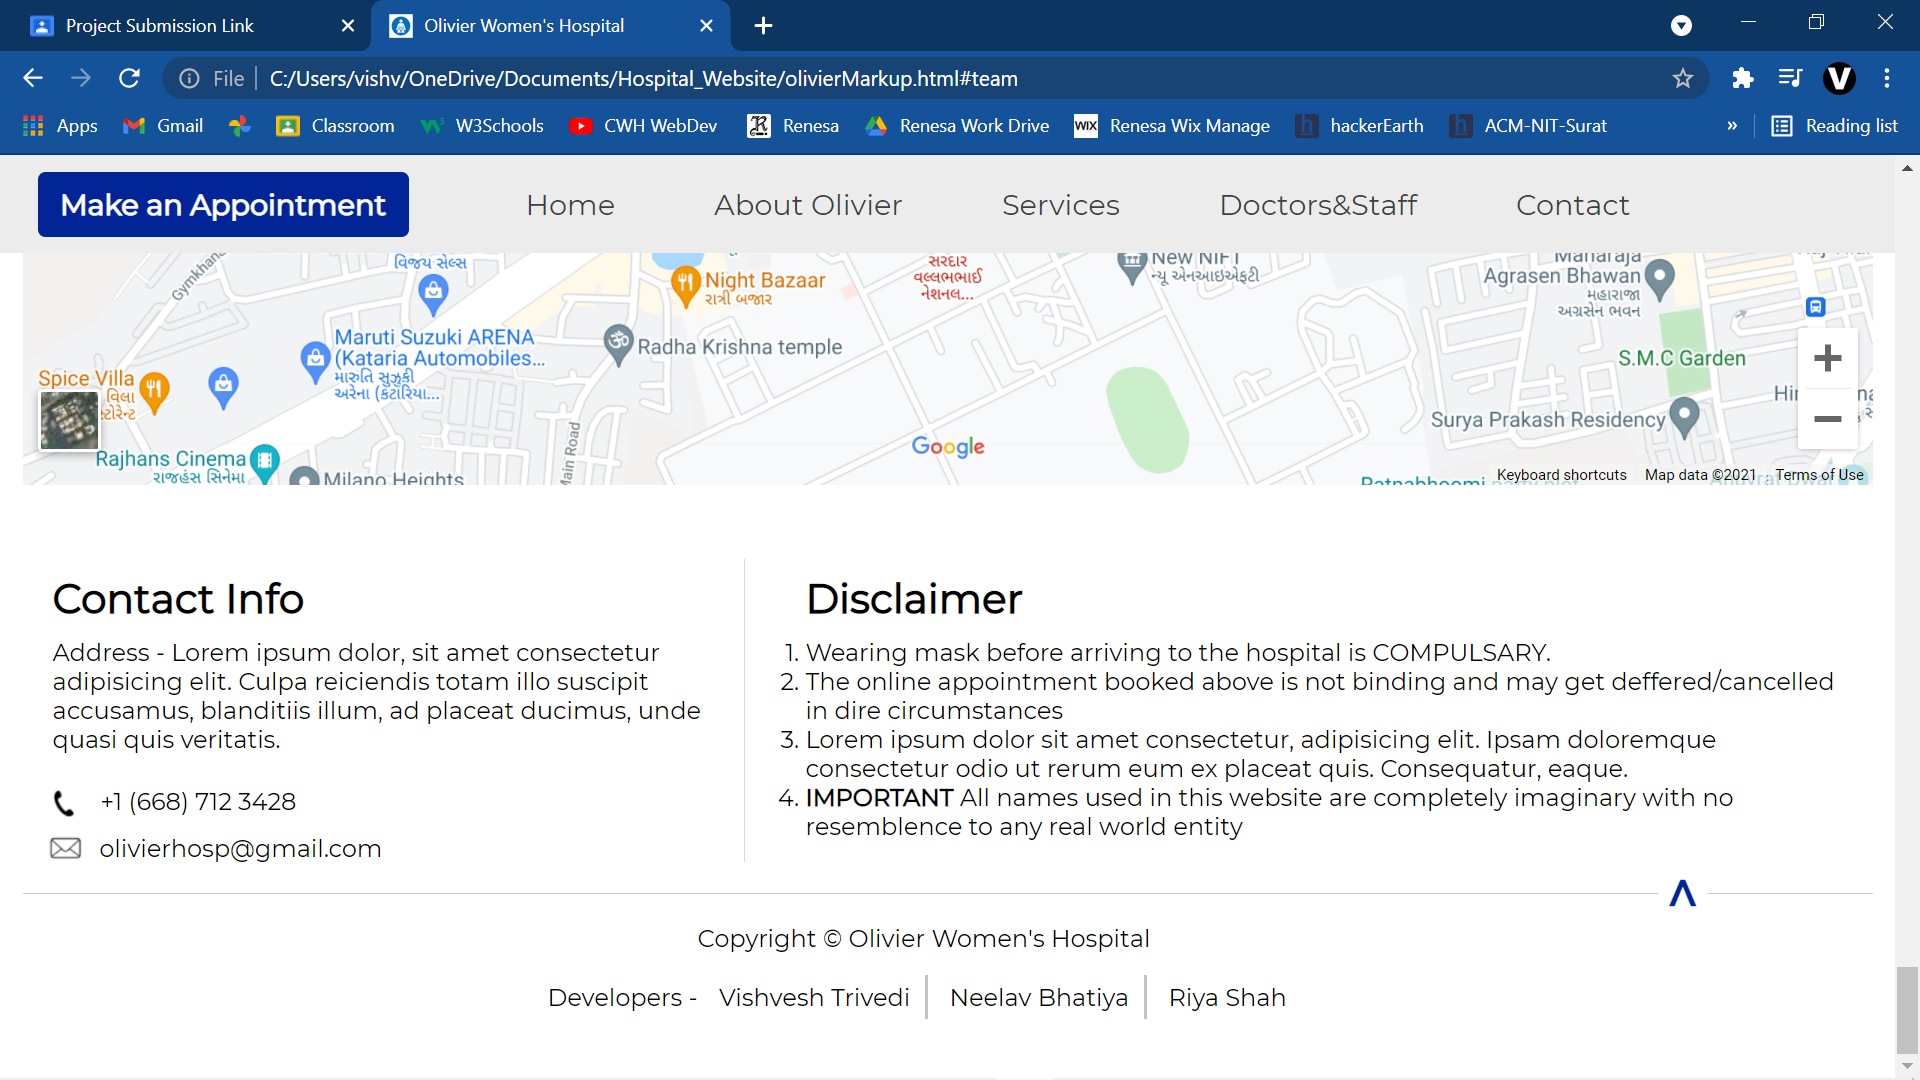 Project Submission Link
Olivier Women's Hospital
File
C:/Users/vishv/OneDrive/Documents/Hospital_Website/olivierMarkup.html#team
Apps
Gmail
Classroom
W3Schools
CWH WebDev
Renesa
Renesa Work Drive
WIX
Renesa Wix Manage
hackerEarth
ACM-NIT-Surat
»
Reading list
Make an Appointment
Home
About Olivier
Services
Doctors&Staff
Contact
વિજય સેલ્સ
Night Bazaar
રાત્રી બજાર
સરદાર
વલ્લભભાઈ
નેશનલ...
New NIFT
ન્યૂ એનઆઇએફટી
Maharaja
Agrasen Bhawan
મહારાજા
અગ્રસેન ભવન
Maruti Suzuki ARENA
(Kataria Automobiles...
મારુતિ સુઝુકી
અરેના (કટારિયા...
Radha Krishna temple
S.M.C Garden
Spice Villa
Surya Prakash Residency
Rajhans Cinema
રાજહંસ સિનેમા
Main Road
Milano Heights
Google
Keyboard shortcuts
Map data ©2021
Terms of Use
Contact Info
Address - Lorem ipsum dolor, sit amet consectetur
adipisicing elit. Culpa reiciendis totam illo suscipit
accusamus, blanditiis illum, ad placeat ducimus, unde
quasi quis veritatis.
+1 (668) 712 3428
olivierhosp@gmail.com
Disclaimer
1. Wearing mask before arriving to the hospital is COMPULSARY.
2. The online appointment booked above is not binding and may get deffered/cancelled
in dire circumstances
3. Lorem ipsum dolor sit amet consectetur, adipisicing elit. Ipsam doloremque
consectetur odio ut rerum eum ex placeat quis. Consequatur, eaque.
4. IMPORTANT All names used in this website are completely imaginary with no
resemblence to any real world entity
Copyright © Olivier Women's Hospital
Developers - Vishvesh Trivedi
Neelav Bhatiya
Riya Shah